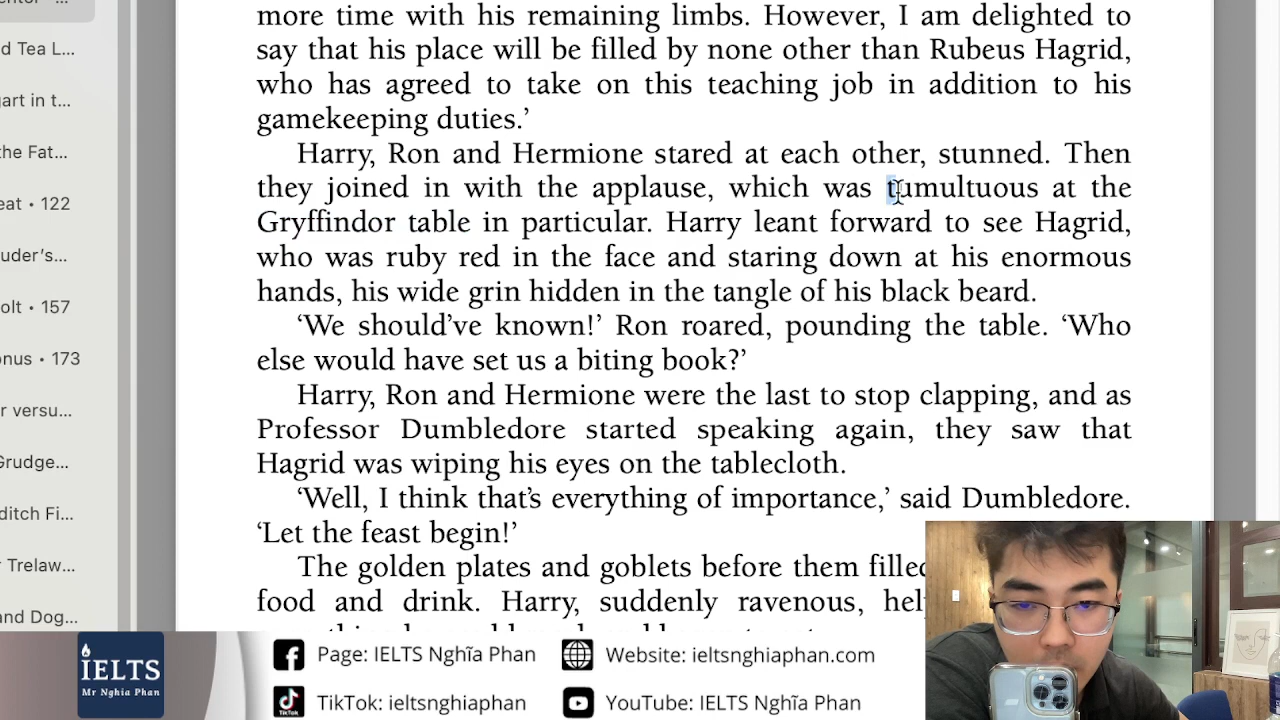 d Tea L...
art in t...
the Fat...
eat • 122
uder's...
olt • 157
onus • 173
r versu...
Grudge...
ditch Fi...
r Trelaw...
and Dog...
more time with his remaining limbs. However, I am delighted to
say that his place will be filled by none other than Rubeus Hagrid,
who has agreed to take on this teaching job in addition to his
gamekeeping duties.’
Harry, Ron and Hermione stared at each other, stunned. Then
they joined in with the applause, which was tumultuous at the
Gryffindor table in particular. Harry leant forward to see Hagrid,
who was ruby red in the face and staring down at his enormous
hands, his wide grin hidden in the tangle of his black beard.
‘We should’ve known!’ Ron roared, pounding the table. ‘Who
else would have set us a biting book?’
Harry, Ron and Hermione were the last to stop clapping, and as
Professor Dumbledore started speaking again, they saw that
Hagrid was wiping his eyes on the tablecloth.
‘Well, I think that’s everything of importance,’ said Dumbledore.
‘Let the feast begin!’
The golden plates and goblets before them filled
food and drink. Harry, suddenly ravenous, hel
IELTS
Mr Nghia Phan
Page: IELTS Nghĩa Phan
Website: ieltsnghiaphan.com
TikTok
TikTok: ieltsnghiaphan
YouTube: IELTS Nghĩa Phan